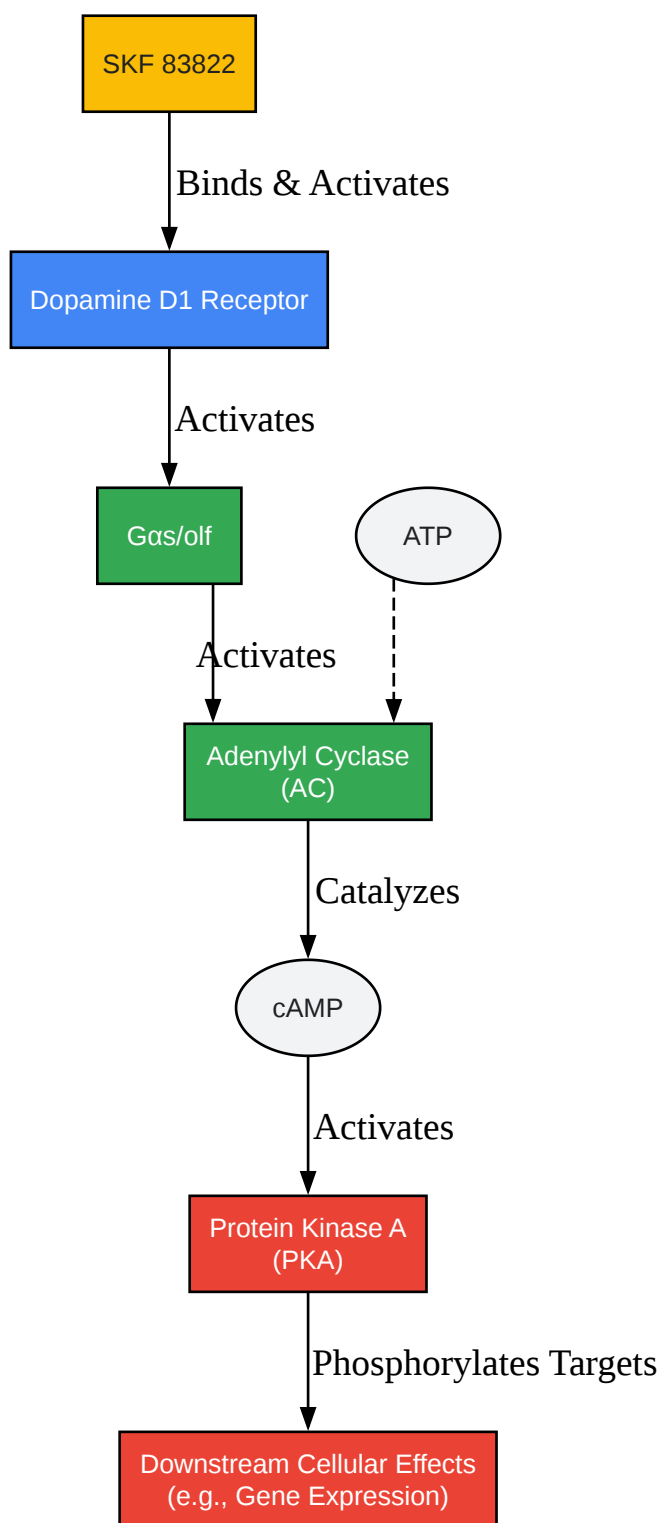 SKF 83822
Binds & Activates
Dopamine D1 Receptor
Activates
Gαs/olf
ATP
Activates
Adenylyl Cyclase
(AC)
Catalyzes
cAMP
Activates
Protein Kinase A
(PKA)
Phosphorylates Targets
Downstream Cellular Effects
(e.g., Gene Expression)